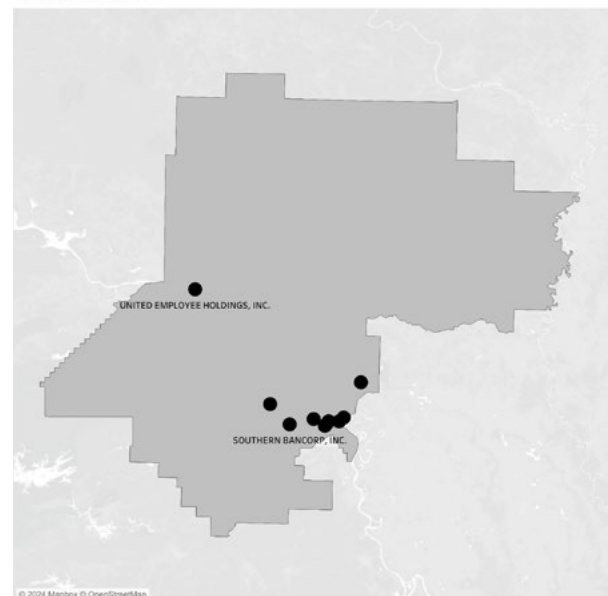 UNITED EMPLOYEE HOLDINGS, INC.
SOUTHERN BANCORP, INC.
© 2024 Mapbox © OpenStreetMap